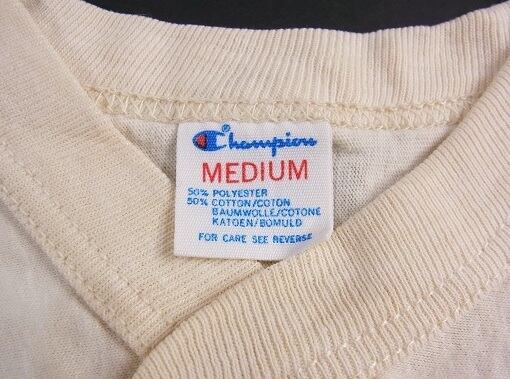 Champion®
MEDIUM
50% POLYESTER
50% COTTON/COTON
BAUMWOLLE/COTONE
KATOEN/BOMULD
FOR CARE SEE REVERSE